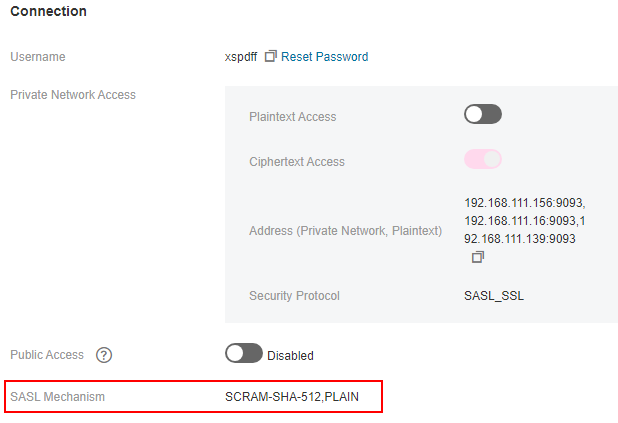 Connection
Username xspdff Reset Password
Private Network Access
Plaintext Access
Ciphertext Access
Address (Private Network, Plaintext)
192.168.111.156:9093,
192.168.111.16:9093,1
92.168.111.139:9093
Security Protocol SASL_SSL
Public Access ? Disabled
SASL Mechanism SCRAM-SHA-512,PLAIN